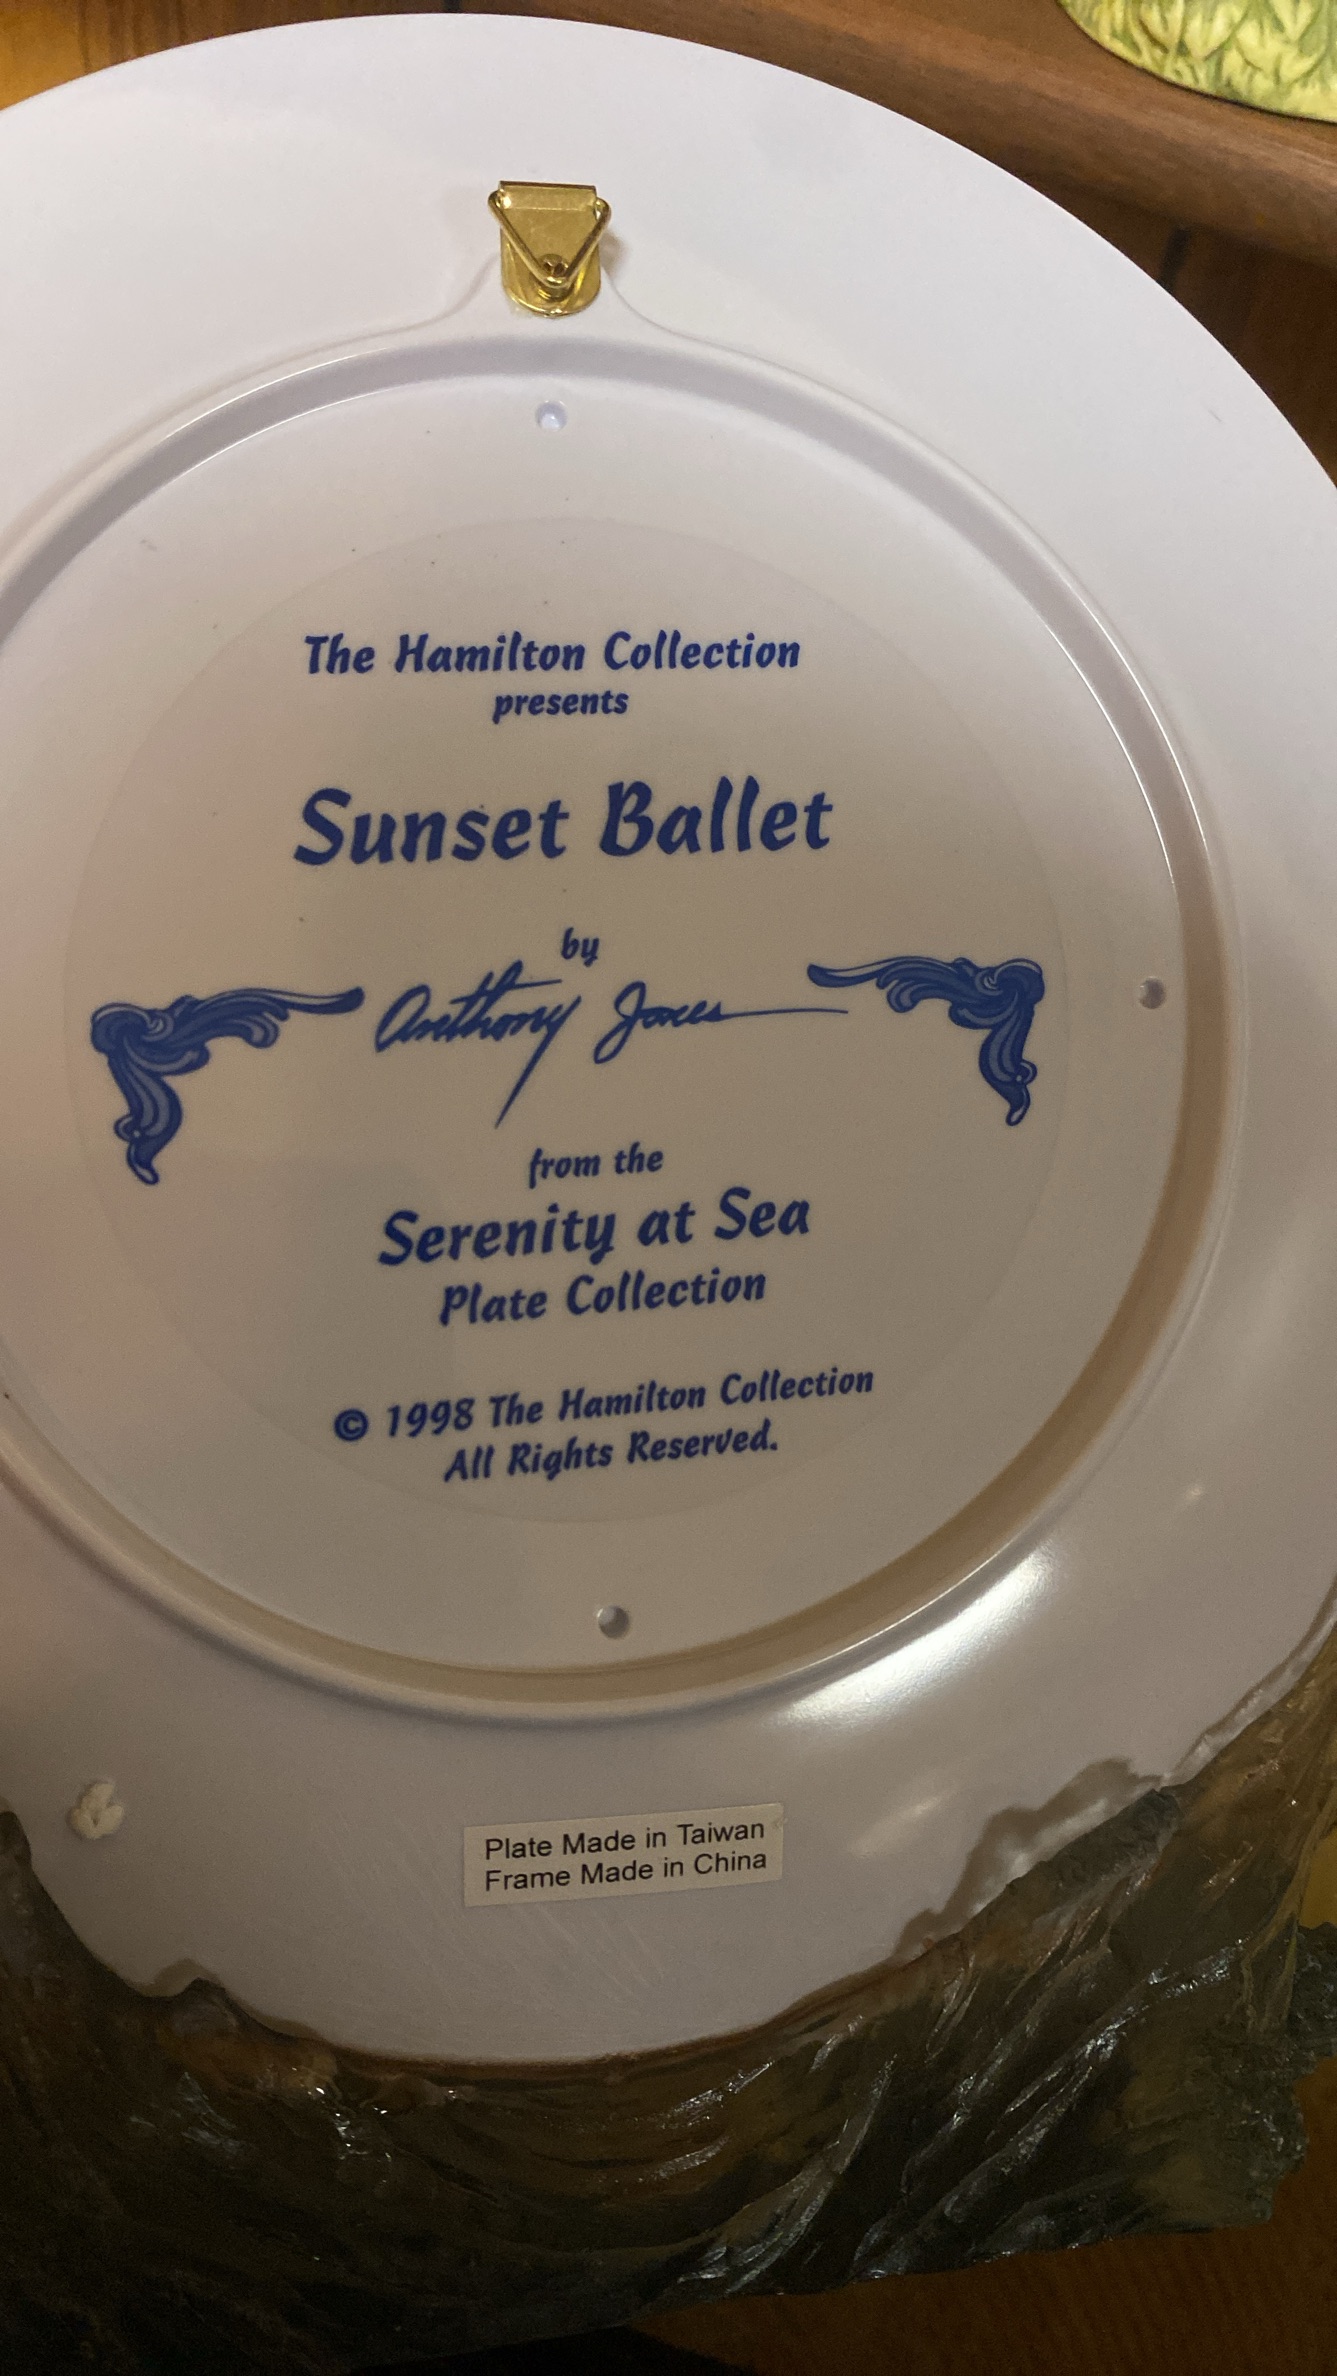 The Hamilton Collection
presents
Sunset Ballet
by
Anthony Jones
from the
Serenity at Sea
Plate Collection
© 1998 The Hamilton Collection
All Rights Reserved.
Plate Made in Taiwan
Frame Made in China